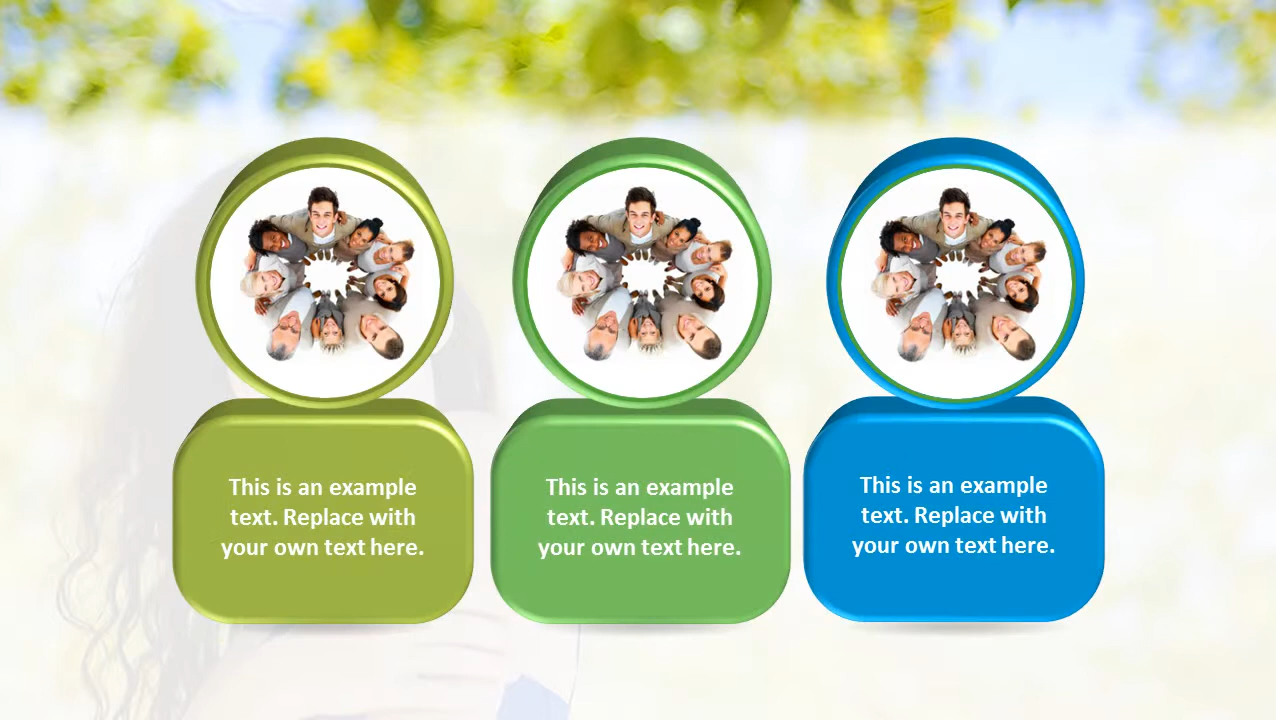 This is an example
text. Replace with
your own text here.
This is an example
text. Replace with
your own text here.
This is an example
text. Replace with
your own text here.